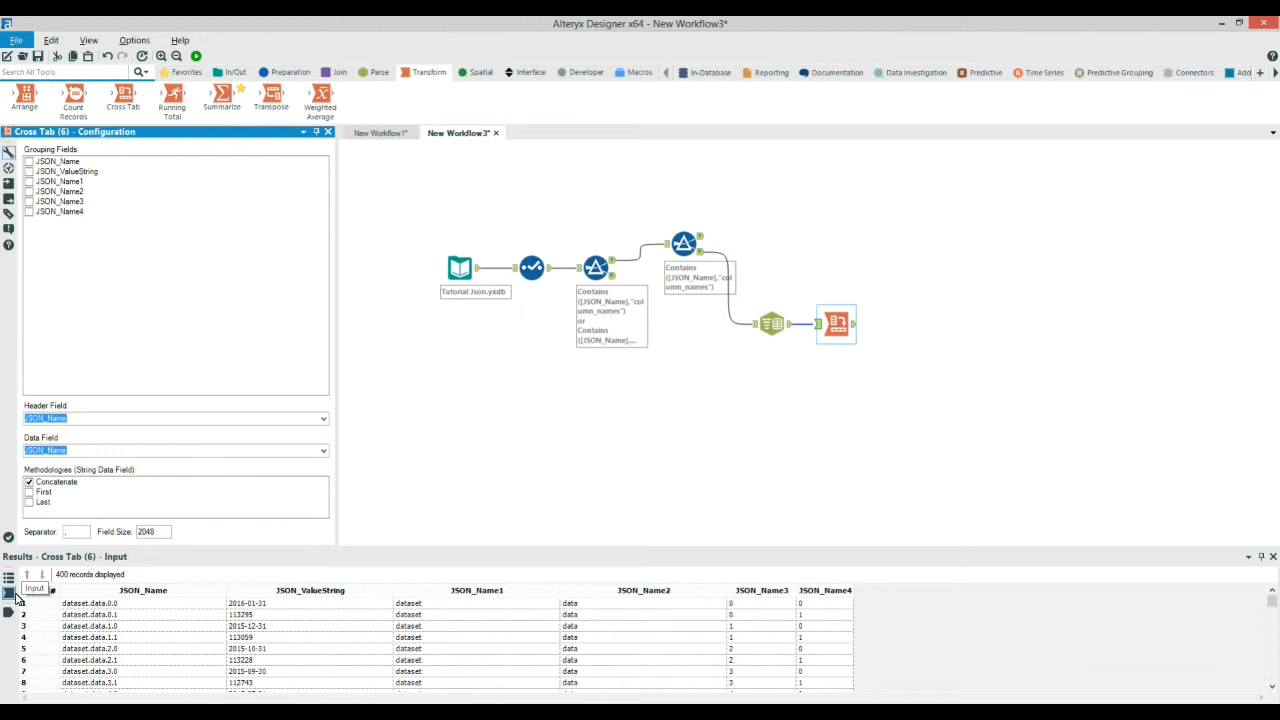 Alteryx Designer x64 - New Workflow3*
File Edit View Options Help
Search All Tools Favorites In/Out Preparation Join Parse Transform Spatial Interface Developer Macros In-Database Reporting Documentation Data Investigation Predictive Time Series Predictive Grouping Connectors Add
Arrange Count Records Cross Tab Running Total Summarize Transpose Weighted Average
Cross Tab (6) - Configuration
New Workflow1* New Workflow3*
Grouping Fields
JSON_Name
JSON_ValueString
JSON_Name1
JSON_Name2
JSON_Name3
JSON_Name4
Tutorial Json.yxdb
Contains
([JSON_Name],"col
umn_names")
or
Contains
([JSON_Name],...
Contains
([JSON_Name],"col
umn_names")
Header Field
JSON_Name
Data Field
JSON_Name
Methodologies (String Data Field)
Concatenate
First
Last
Separator: , Field Size: 2048
Results - Cross Tab (6) - Input
400 records displayed
Input
# JSON_Name JSON_ValueString JSON_Name1 JSON_Name2 JSON_Name3 JSON_Name4
1 dataset.data.0.0 2016-01-31 dataset data 0 0
2 dataset.data.0.1 113295 dataset data 0 1
3 dataset.data.1.0 2015-12-31 dataset data 1 0
4 dataset.data.1.1 113059 dataset data 1 1
5 dataset.data.2.0 2015-10-31 dataset data 2 0
6 dataset.data.2.1 113228 dataset data 2 1
7 dataset.data.3.0 2015-09-30 dataset data 3 0
8 dataset.data.3.1 112743 dataset data 3 1